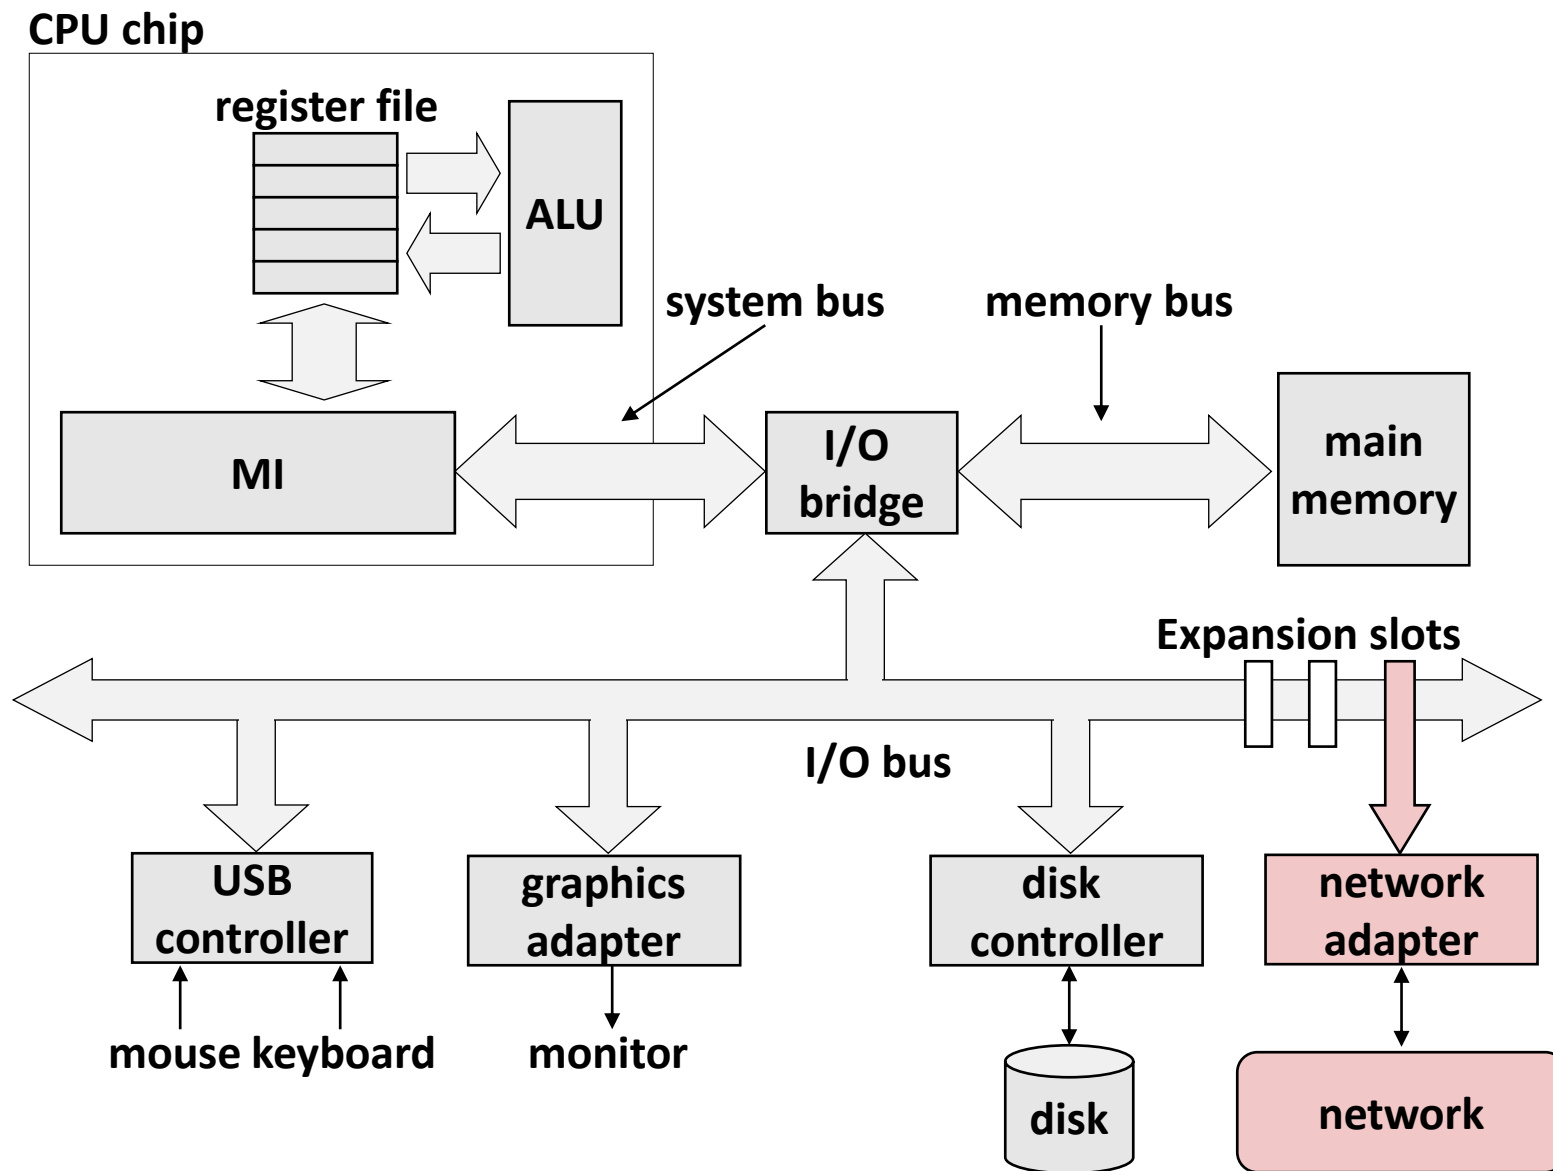 CPU chip
register file
ALU
system bus
memory bus
MI
I/O
bridge
main
memory
Expansion slots
I/O bus
USB
controller
graphics
adapter
disk
controller
network
adapter
mouse keyboard
monitor
disk
network